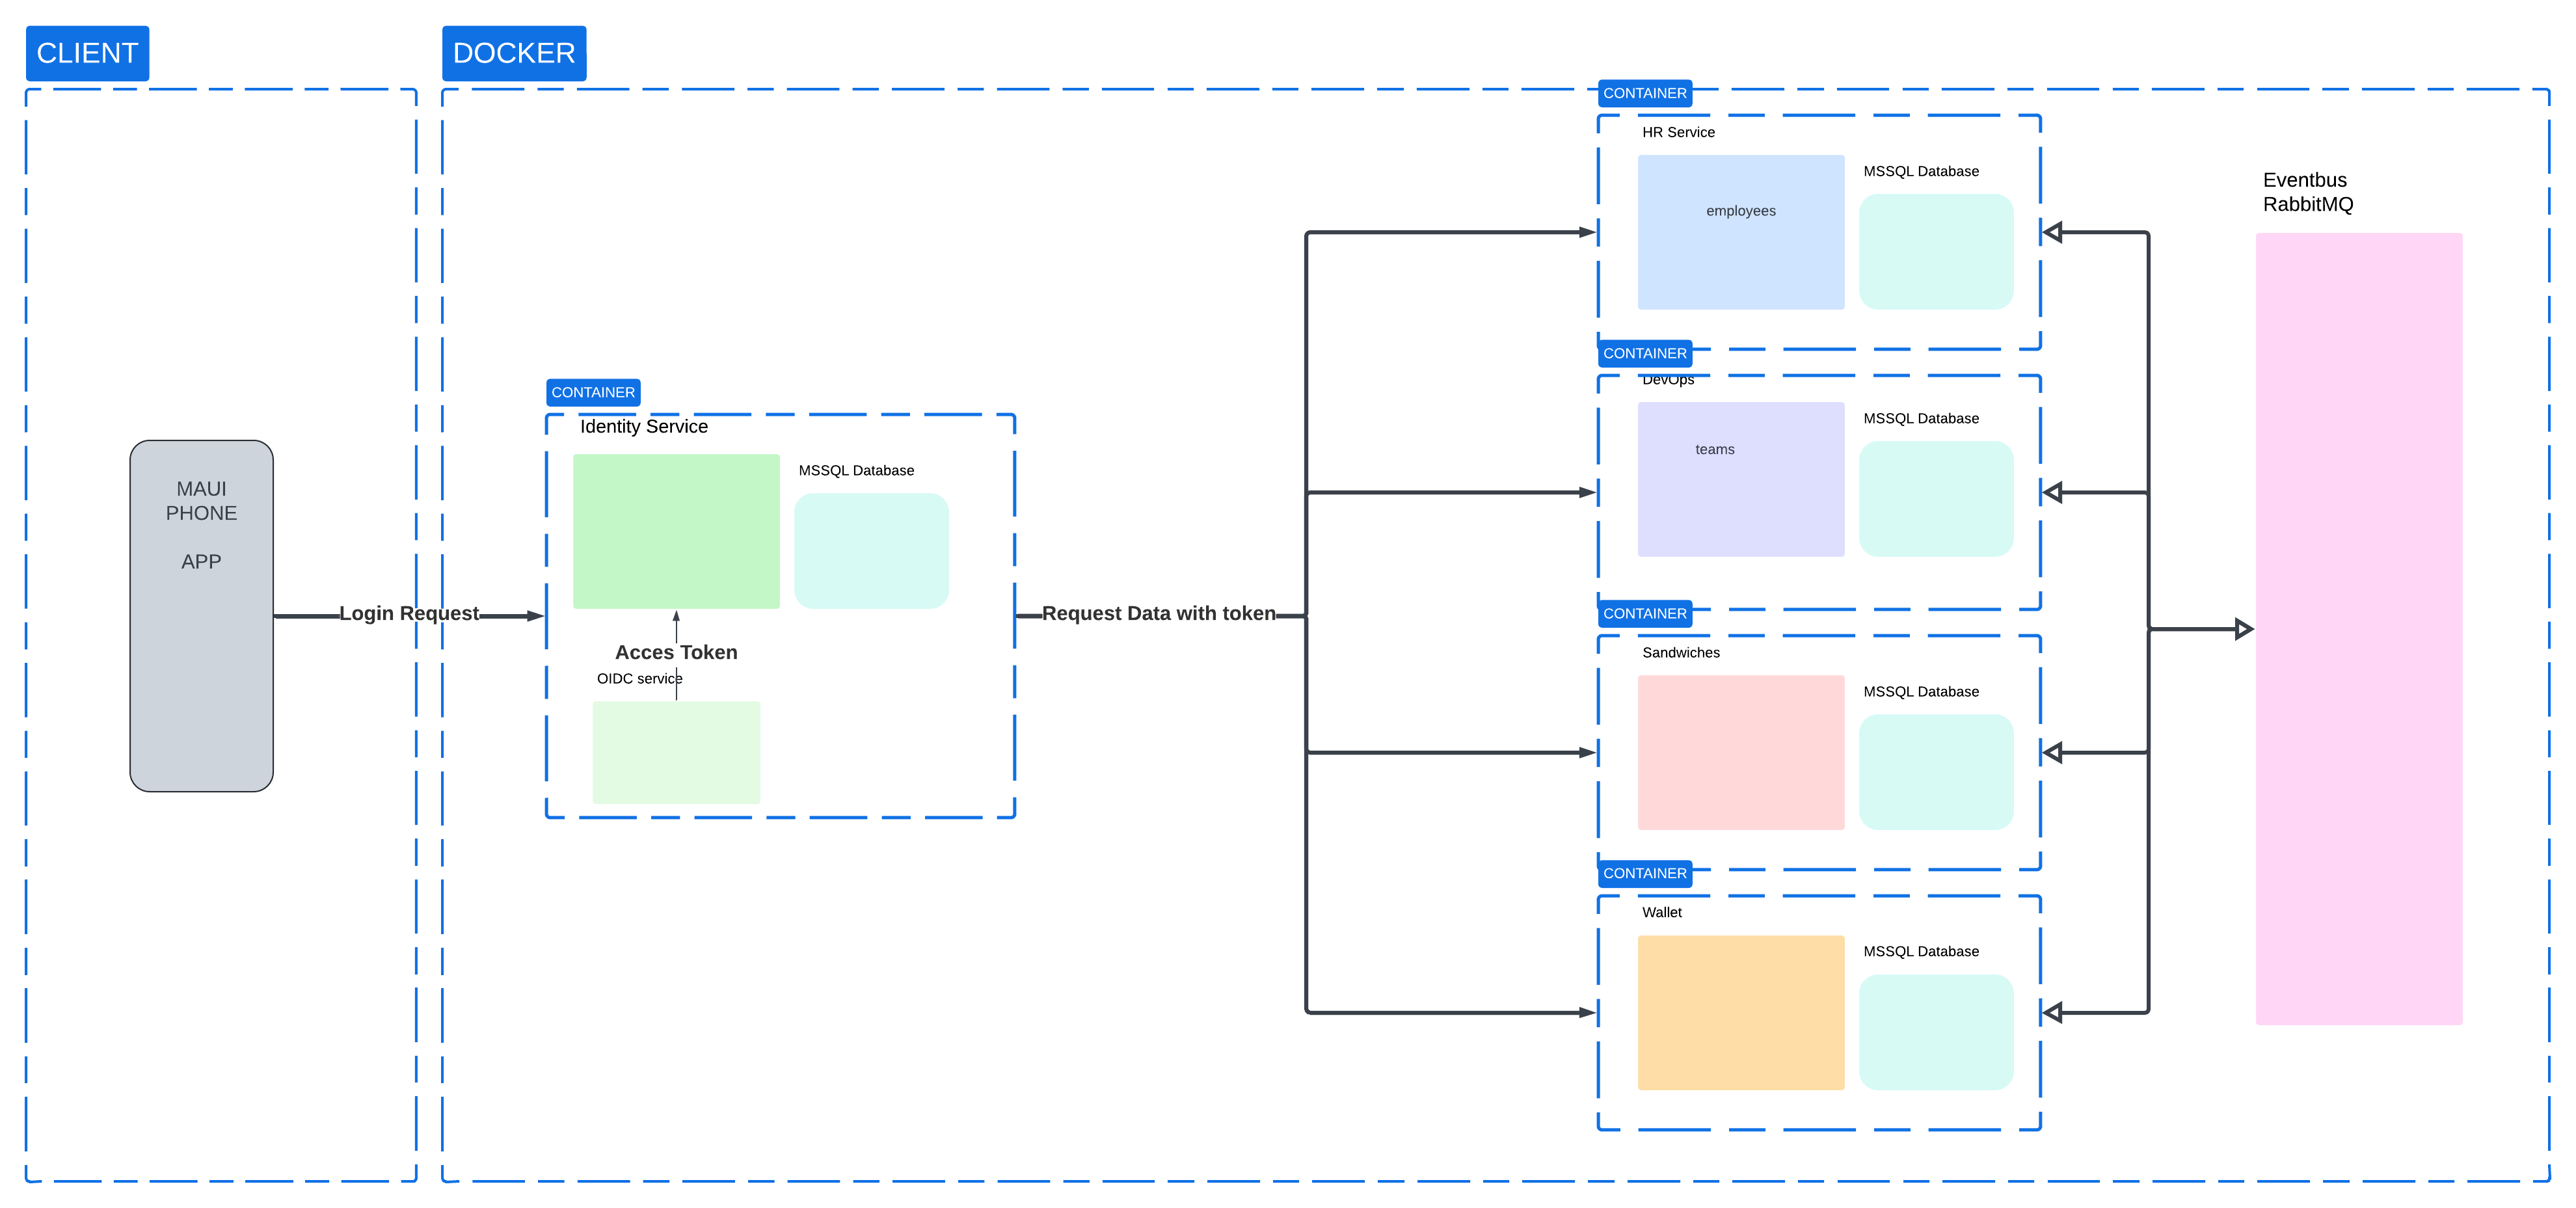 CLIENT
DOCKER
MAUI
PHONE
APP
Login Request
CONTAINER
Identity Service
MSSQL Database
Acces Token
OIDC service
Request Data with token
CONTAINER
HR Service
employees
MSSQL Database
CONTAINER
DevOps
teams
MSSQL Database
CONTAINER
Sandwiches
MSSQL Database
CONTAINER
Wallet
MSSQL Database
Eventbus
RabbitMQ